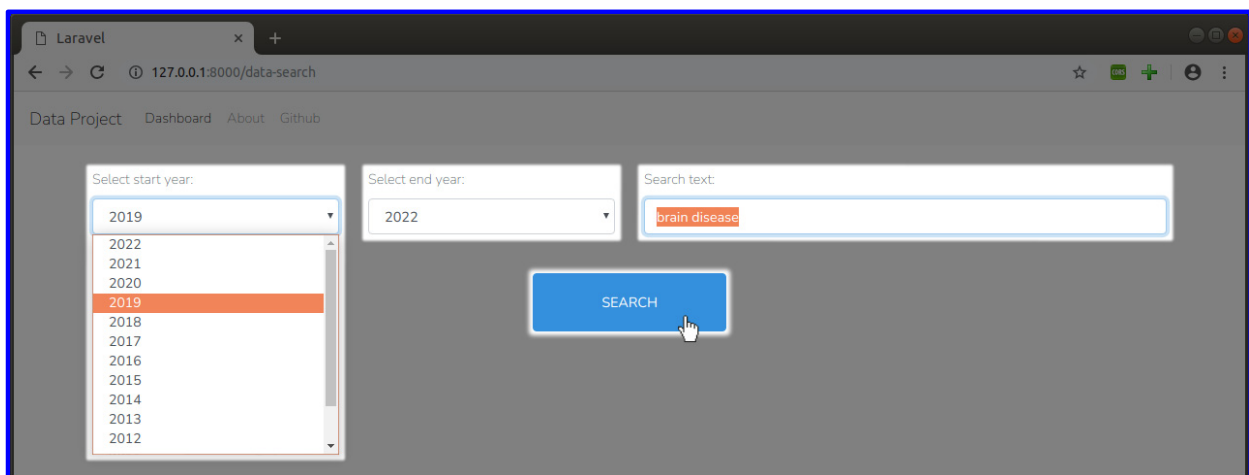 Laravel
127.0.0.1:8000/data-search
CORS
Data Project Dashboard About Github
Select start year: Select end year: Search text:
2019 2022 brain disease
2022
2021
2020
2019
2018
2017
2016
2015
2014
2013
2012
SEARCH